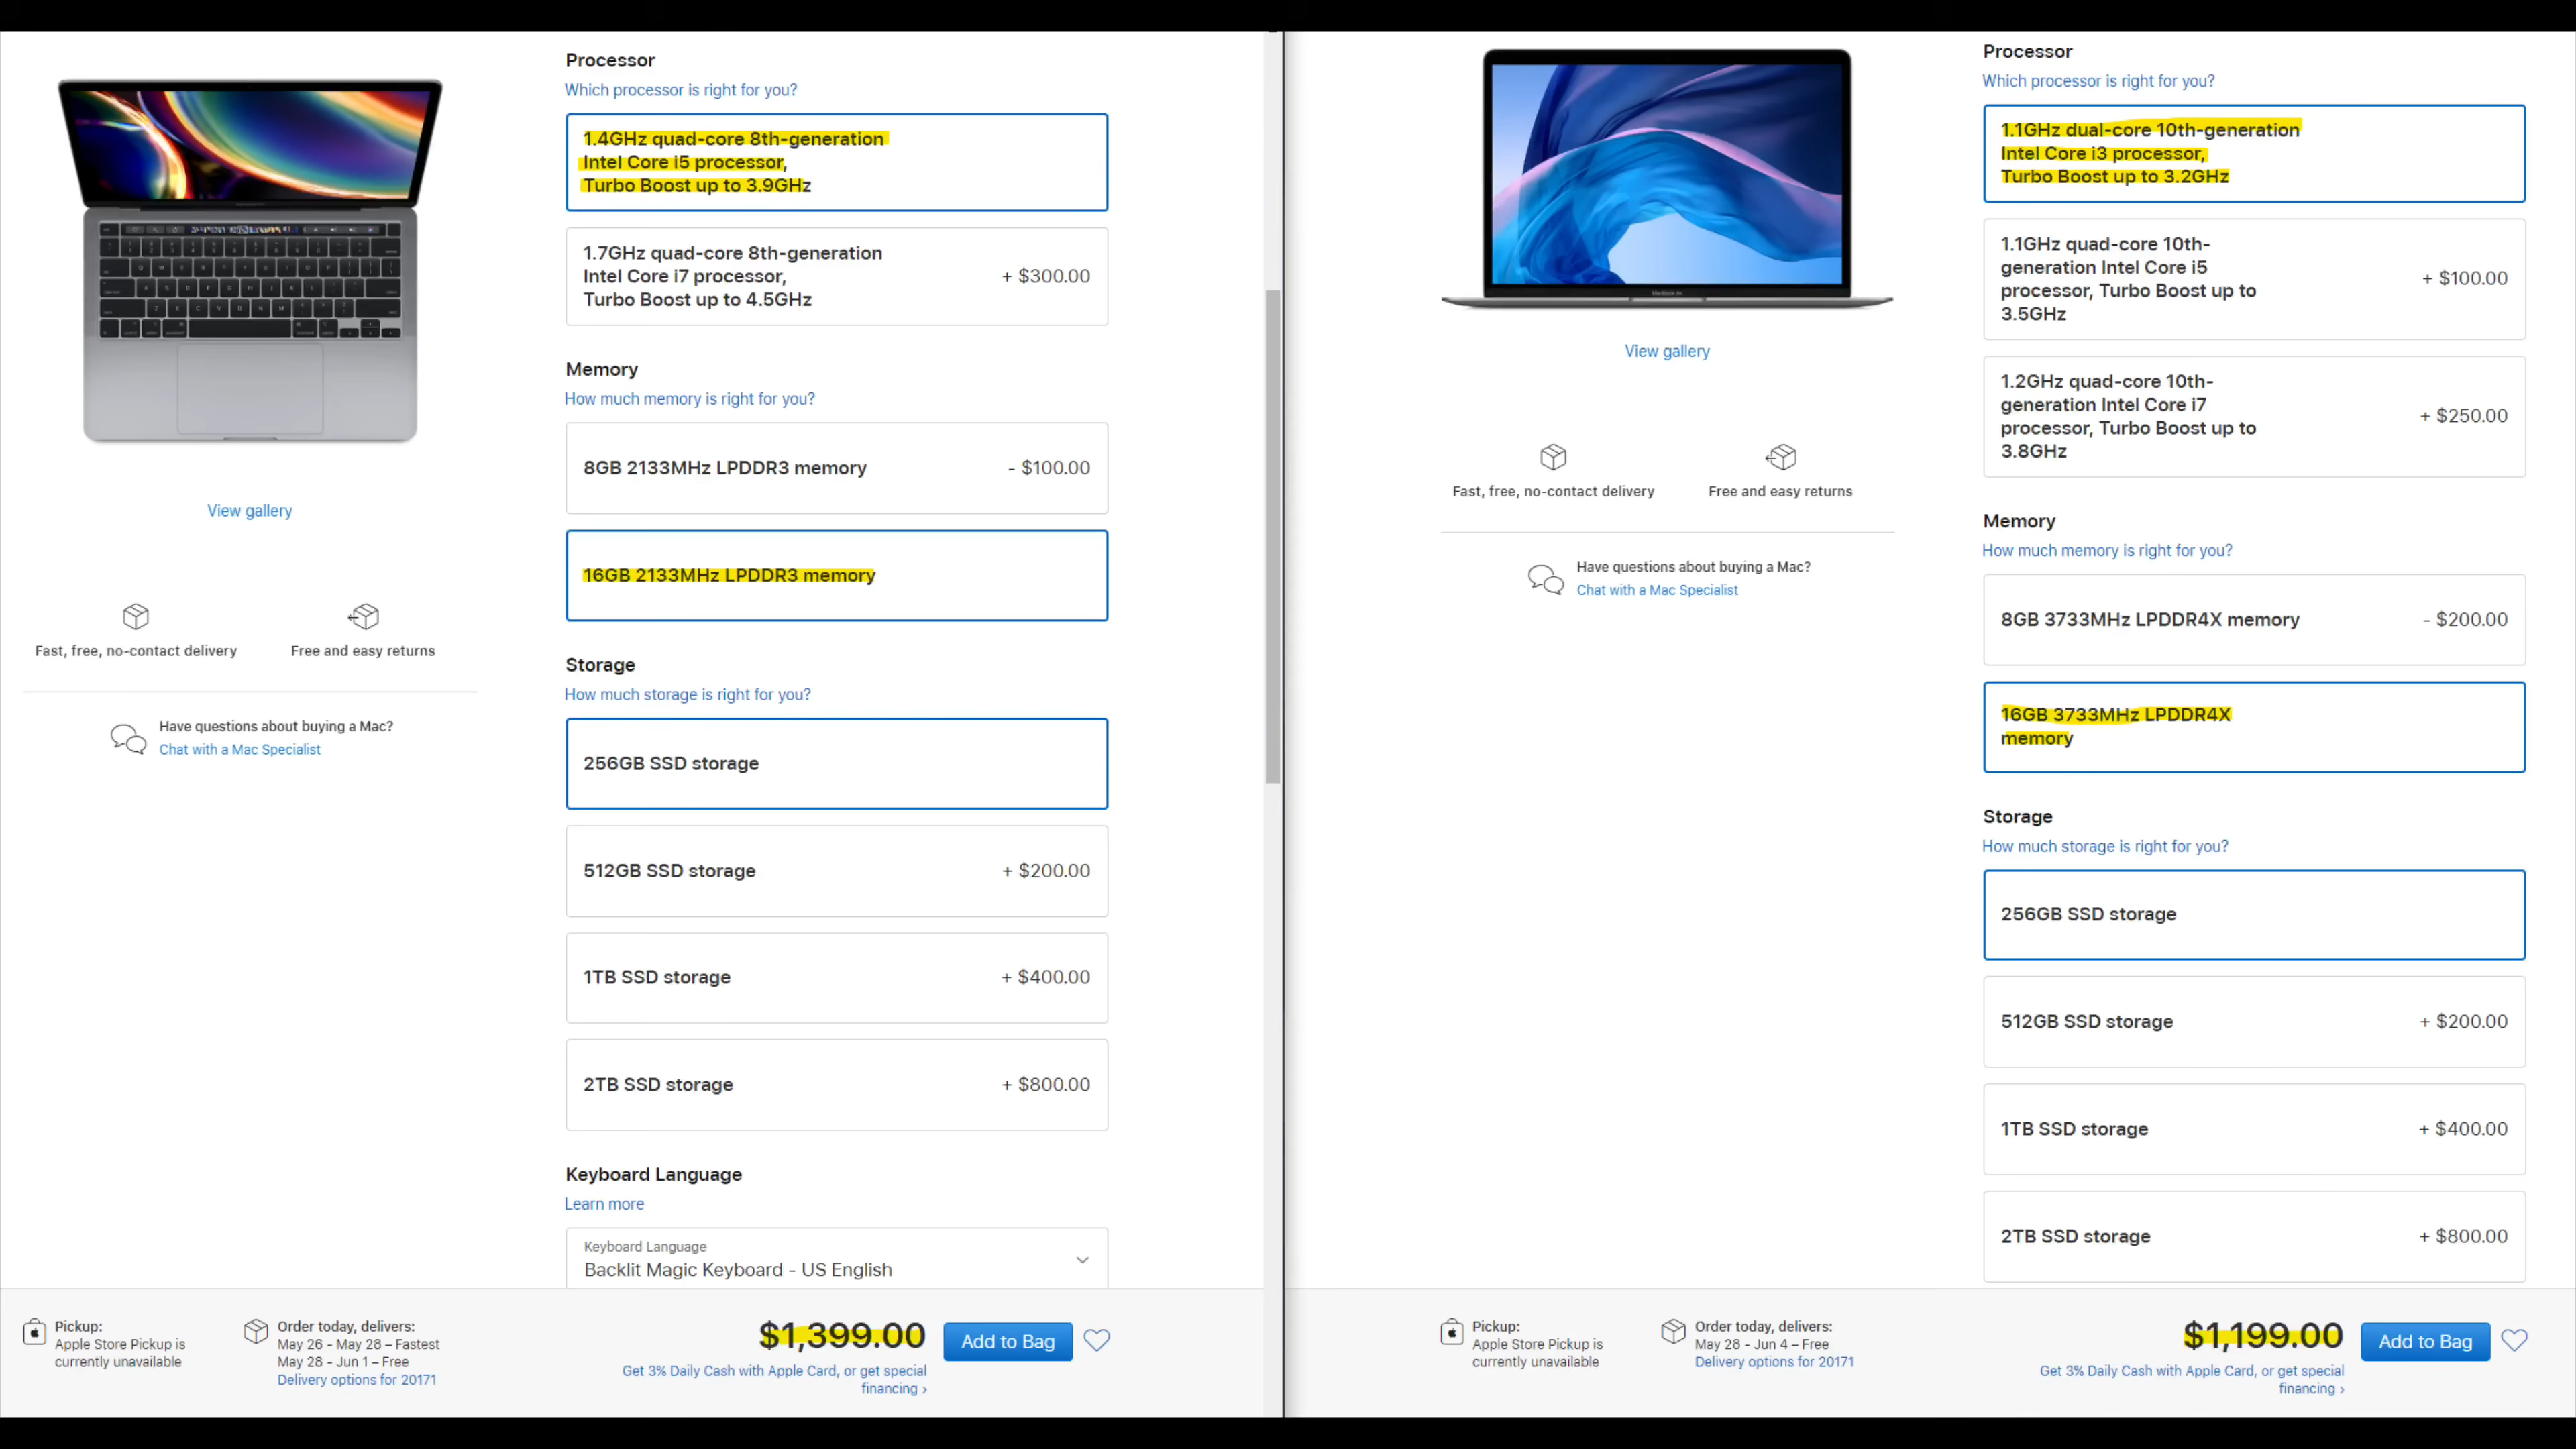 Processor
Which processor is right for you?
1.4GHz quad-core 8th-generation
Intel Core i5 processor,
Turbo Boost up to 3.9GHz
1.7GHz quad-core 8th-generation
Intel Core i7 processor,
Turbo Boost up to 4.5GHz
+ $300.00
Memory
How much memory is right for you?
8GB 2133MHz LPDDR3 memory
- $100.00
16GB 2133MHz LPDDR3 memory
Storage
How much storage is right for you?
256GB SSD storage
512GB SSD storage
+ $200.00
1TB SSD storage
+ $400.00
2TB SSD storage
+ $800.00
Keyboard Language
Learn more
Keyboard Language
Backlit Magic Keyboard - US English
View gallery
Fast, free, no-contact delivery
Free and easy returns
Have questions about buying a Mac?
Chat with a Mac Specialist
Pickup:
Apple Store Pickup is
currently unavailable
Order today, delivers:
May 26 - May 28 – Fastest
May 28 - Jun 1 – Free
Delivery options for 20171
$1,399.00
Add to Bag
Get 3% Daily Cash with Apple Card, or get special
financing ›
MacBook Air
View gallery
Fast, free, no-contact delivery
Free and easy returns
Have questions about buying a Mac?
Chat with a Mac Specialist
Processor
Which processor is right for you?
1.1GHz dual-core 10th-generation
Intel Core i3 processor,
Turbo Boost up to 3.2GHz
1.1GHz quad-core 10th-
generation Intel Core i5
processor, Turbo Boost up to
3.5GHz
+ $100.00
1.2GHz quad-core 10th-
generation Intel Core i7
processor, Turbo Boost up to
3.8GHz
+ $250.00
Memory
How much memory is right for you?
8GB 3733MHz LPDDR4X memory
- $200.00
16GB 3733MHz LPDDR4X
memory
Storage
How much storage is right for you?
256GB SSD storage
512GB SSD storage
+ $200.00
1TB SSD storage
+ $400.00
2TB SSD storage
+ $800.00
Pickup:
Apple Store Pickup is
currently unavailable
Order today, delivers:
May 28 - Jun 4 – Free
Delivery options for 20171
$1,199.00
Add to Bag
Get 3% Daily Cash with Apple Card, or get special
financing ›